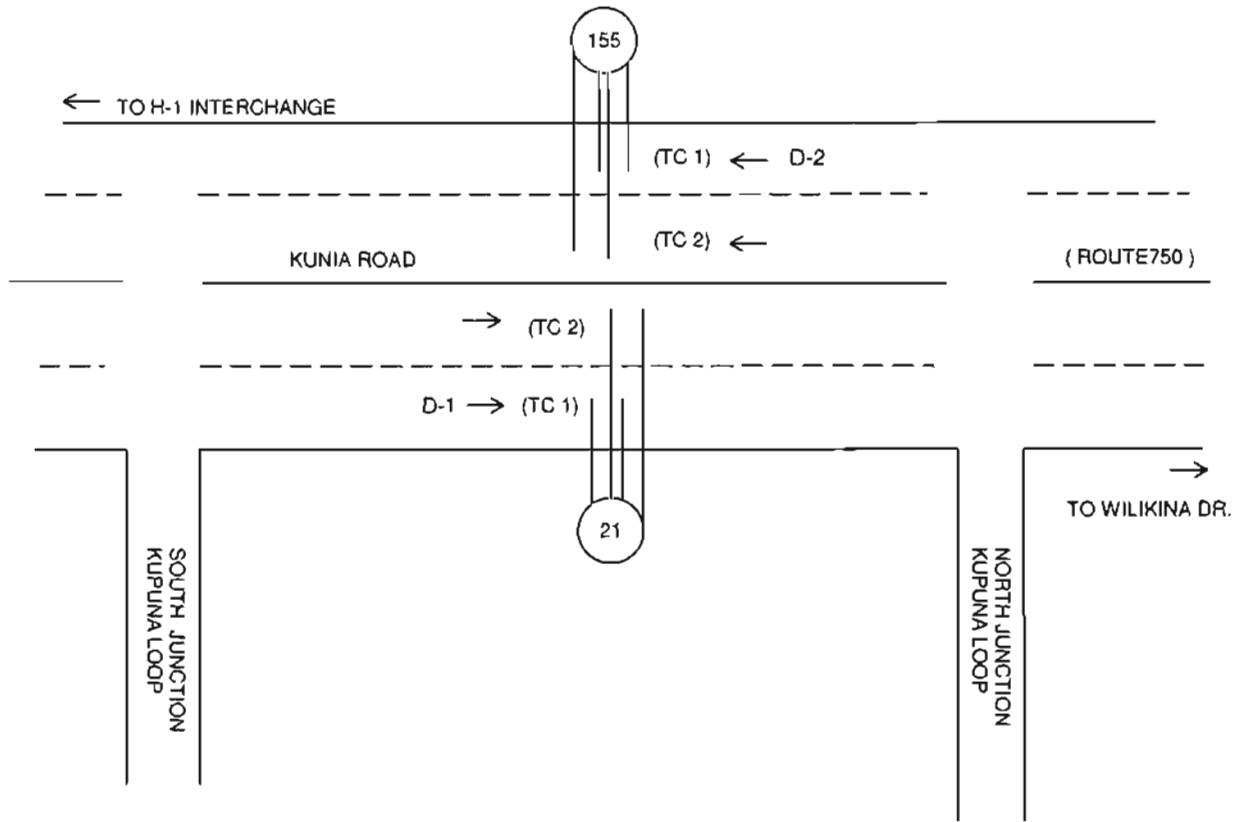 155
← TO H-1 INTERCHANGE
(TC 1) ← D-2
(TC 2) ←
KUNIA ROAD
( ROUTE750 )
→ (TC 2)
D-1 → (TC 1)
→
TO WILIKINA DR.
21
SOUTH JUNCTION
KUPUNA LOOP
NORTH JUNCTION
KUPUNA LOOP